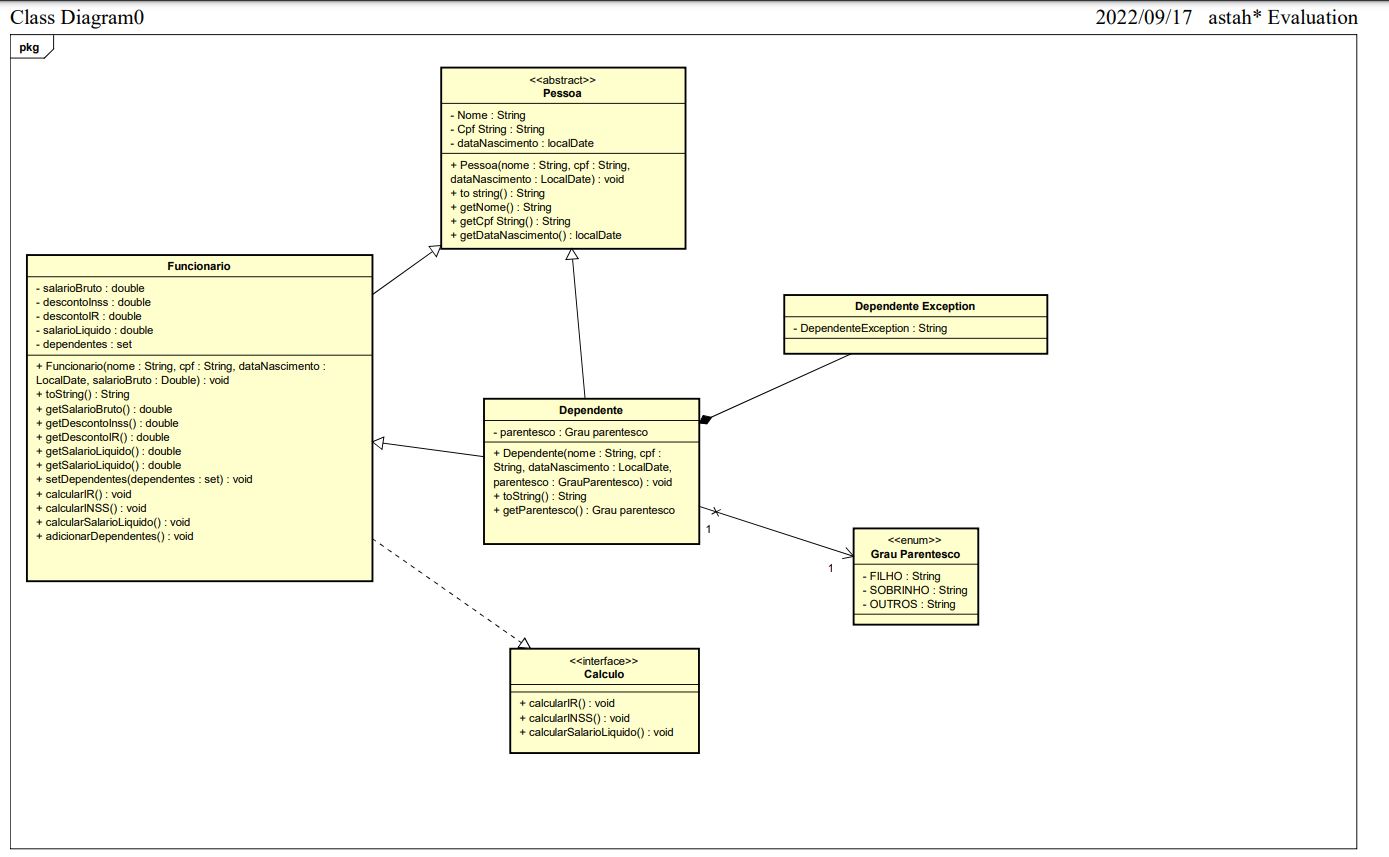 Class Diagram0
2022/09/17 astah* Evaluation
pkg
<<abstract>>
Pessoa
- Nome : String
- Cpf String : String
- dataNascimento : localDate
+ Pessoa(nome : String, cpf : String,
dataNascimento : LocalDate) : void
+ to string() : String
+ getNome() : String
+ getCpf String() : String
+ getDataNascimento() : localDate
Funcionario
- salarioBruto : double
- descontoInss : double
- descontoIR : double
- salarioLiquido : double
- dependentes : set
+ Funcionario(nome : String, cpf : String, dataNascimento :
LocalDate, salarioBruto : Double) : void
+ toString() : String
+ getSalarioBruto() : double
+ getDescontoInss() : double
+ getDescontoIR() : double
+ getSalarioLiquido() : double
+ getSalarioLiquido() : double
+ setDependentes(dependentes : set) : void
+ calcularIR() : void
+ calcularINSS() : void
+ calcularSalarioLiquido() : void
+ adicionarDependentes() : void
Dependente Exception
- DependenteException : String
Dependente
- parentesco : Grau parentesco
+ Dependente(nome : String, cpf :
String, dataNascimento : LocalDate,
parentesco : GrauParentesco) : void
+ toString() : String
+ getParentesco() : Grau parentesco
1
1
<<enum>>
Grau Parentesco
- FILHO : String
- SOBRINHO : String
- OUTROS : String
<<interface>>
Calculo
+ calcularIR() : void
+ calcularINSS() : void
+ calcularSalarioLiquido() : void